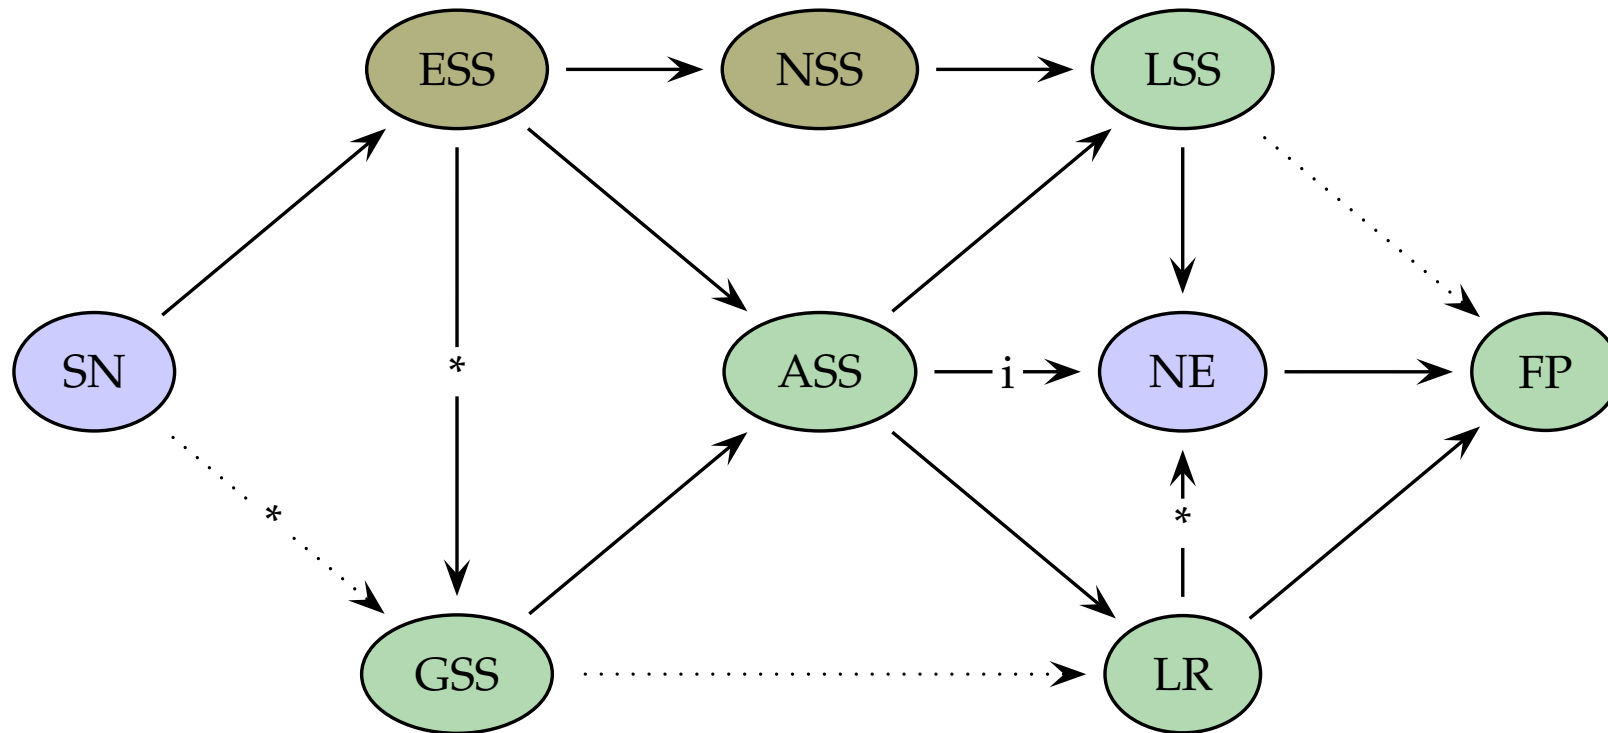 ESS NSS LSS
*
SN ASS i NE FP
* *
GSS LR